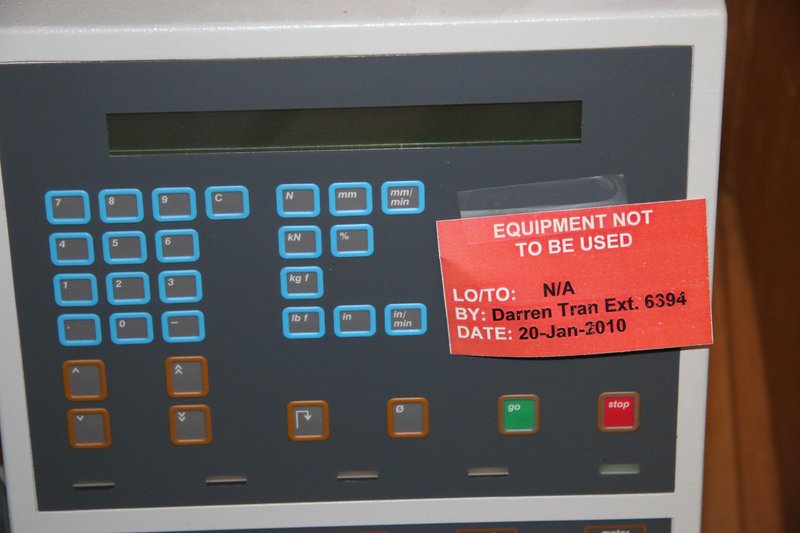 7 8 9 C N mm mm/
min
4 5 6 kN %
1 2 3 kg f
. 0 – lb f in in/
min
EQUIPMENT NOT
TO BE USED
LO/TO: N/A
BY: Darren Tran Ext. 6394
DATE: 20-Jan-2010
ø go stop